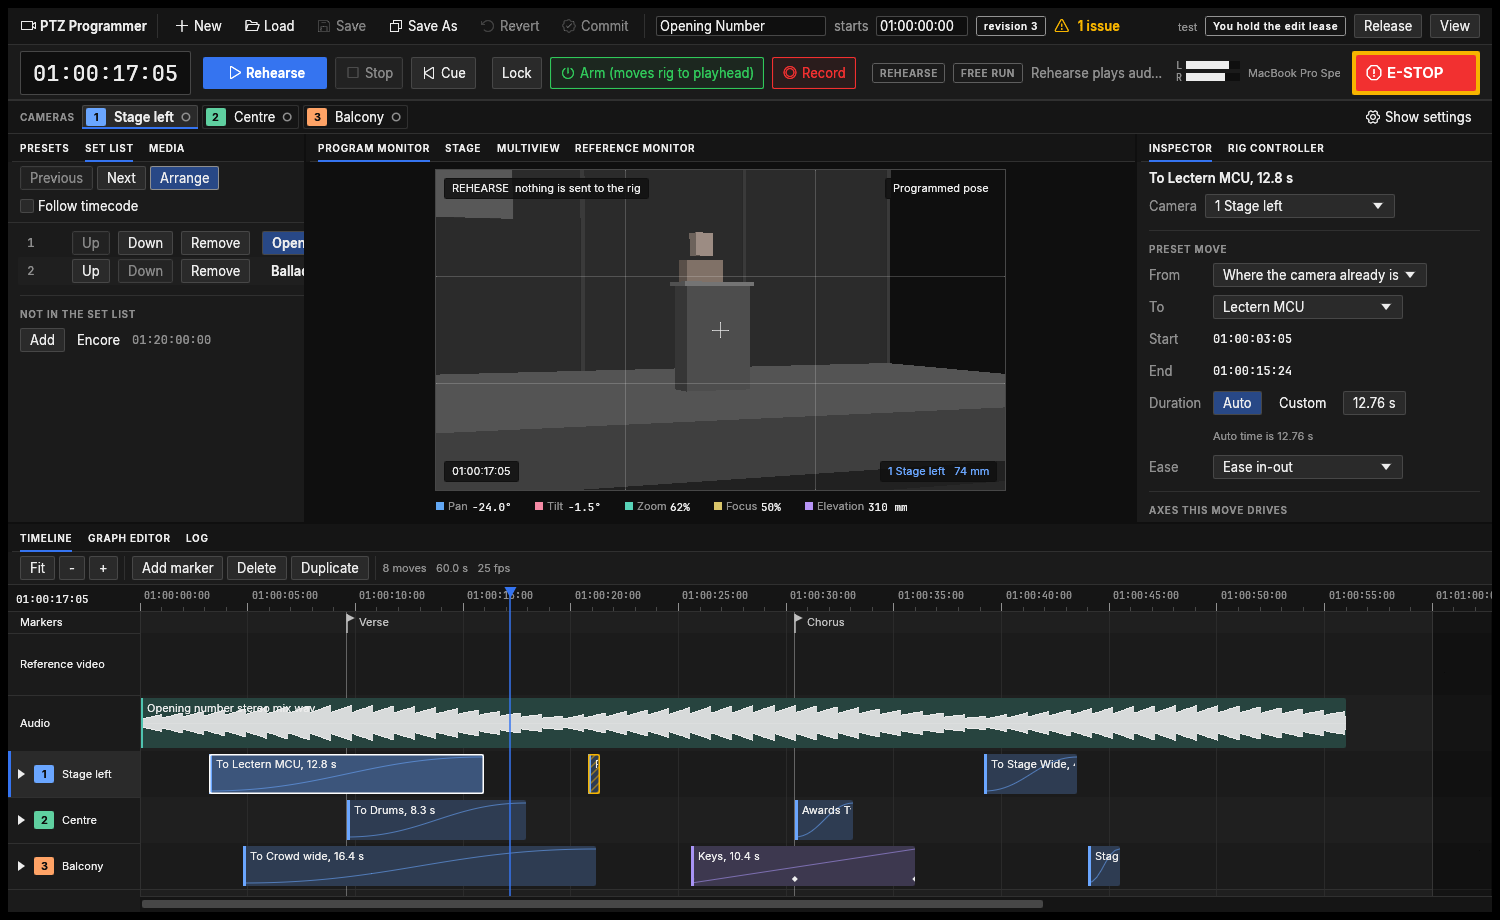 PTZ Programmer New Load Save Save As Revert Commit Opening Number starts 01:00:00:00 revision 3 1 issue test You hold the edit lease Release View
01:00:17:05 Rehearse Stop Cue Lock Arm (moves rig to playhead) Record REHEARSE FREE RUN Rehearse plays aud... L R MacBook Pro Spe E-STOP
CAMERAS 1 Stage left 2 Centre 3 Balcony Show settings
PRESETS SET LIST MEDIA
Previous Next Arrange
Follow timecode
1 Up Down Remove Open
2 Up Down Remove Ballad
NOT IN THE SET LIST
Add Encore 01:20:00:00
PROGRAM MONITOR STAGE MULTIVIEW REFERENCE MONITOR
REHEARSE nothing is sent to the rig Programmed pose
01:00:17:05 1 Stage left 74 mm
Pan -24.0° Tilt -1.5° Zoom 62% Focus 50% Elevation 310 mm
INSPECTOR RIG CONTROLLER
To Lectern MCU, 12.8 s
Camera 1 Stage left
PRESET MOVE
From Where the camera already is
To Lectern MCU
Start 01:00:03:05
End 01:00:15:24
Duration Auto Custom 12.76 s
Auto time is 12.76 s
Ease Ease in-out
AXES THIS MOVE DRIVES
TIMELINE GRAPH EDITOR LOG
Fit - + Add marker Delete Duplicate 8 moves 60.0 s 25 fps
01:00:17:05 01:00:00:00 01:00:05:00 01:00:10:00 01:00:15:00 01:00:20:00 01:00:25:00 01:00:30:00 01:00:35:00 01:00:40:00 01:00:45:00 01:00:50:00 01:00:55:00 01:01:00:0
Markers Verse Chorus
Reference video
Audio Opening number stereo mix.wav
1 Stage left To Lectern MCU, 12.8 s To Stage Wide,
2 Centre To Drums, 8.3 s Awards T
3 Balcony To Crowd wide, 16.4 s Keys, 10.4 s Stag